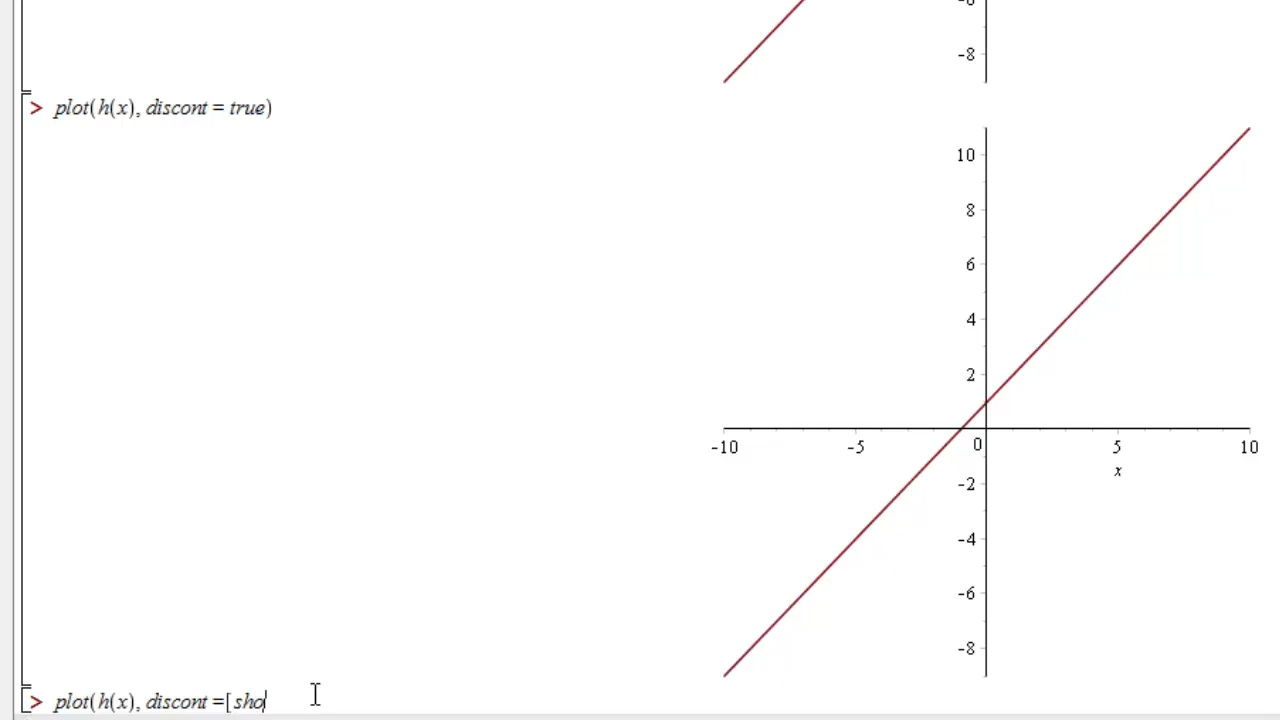 -6
-8
> plot(h(x), discont = true)
10
8
6
4
2
-10 -5 0 5 10
x
-2
-4
-6
-8
> plot(h(x), discont =[ sho